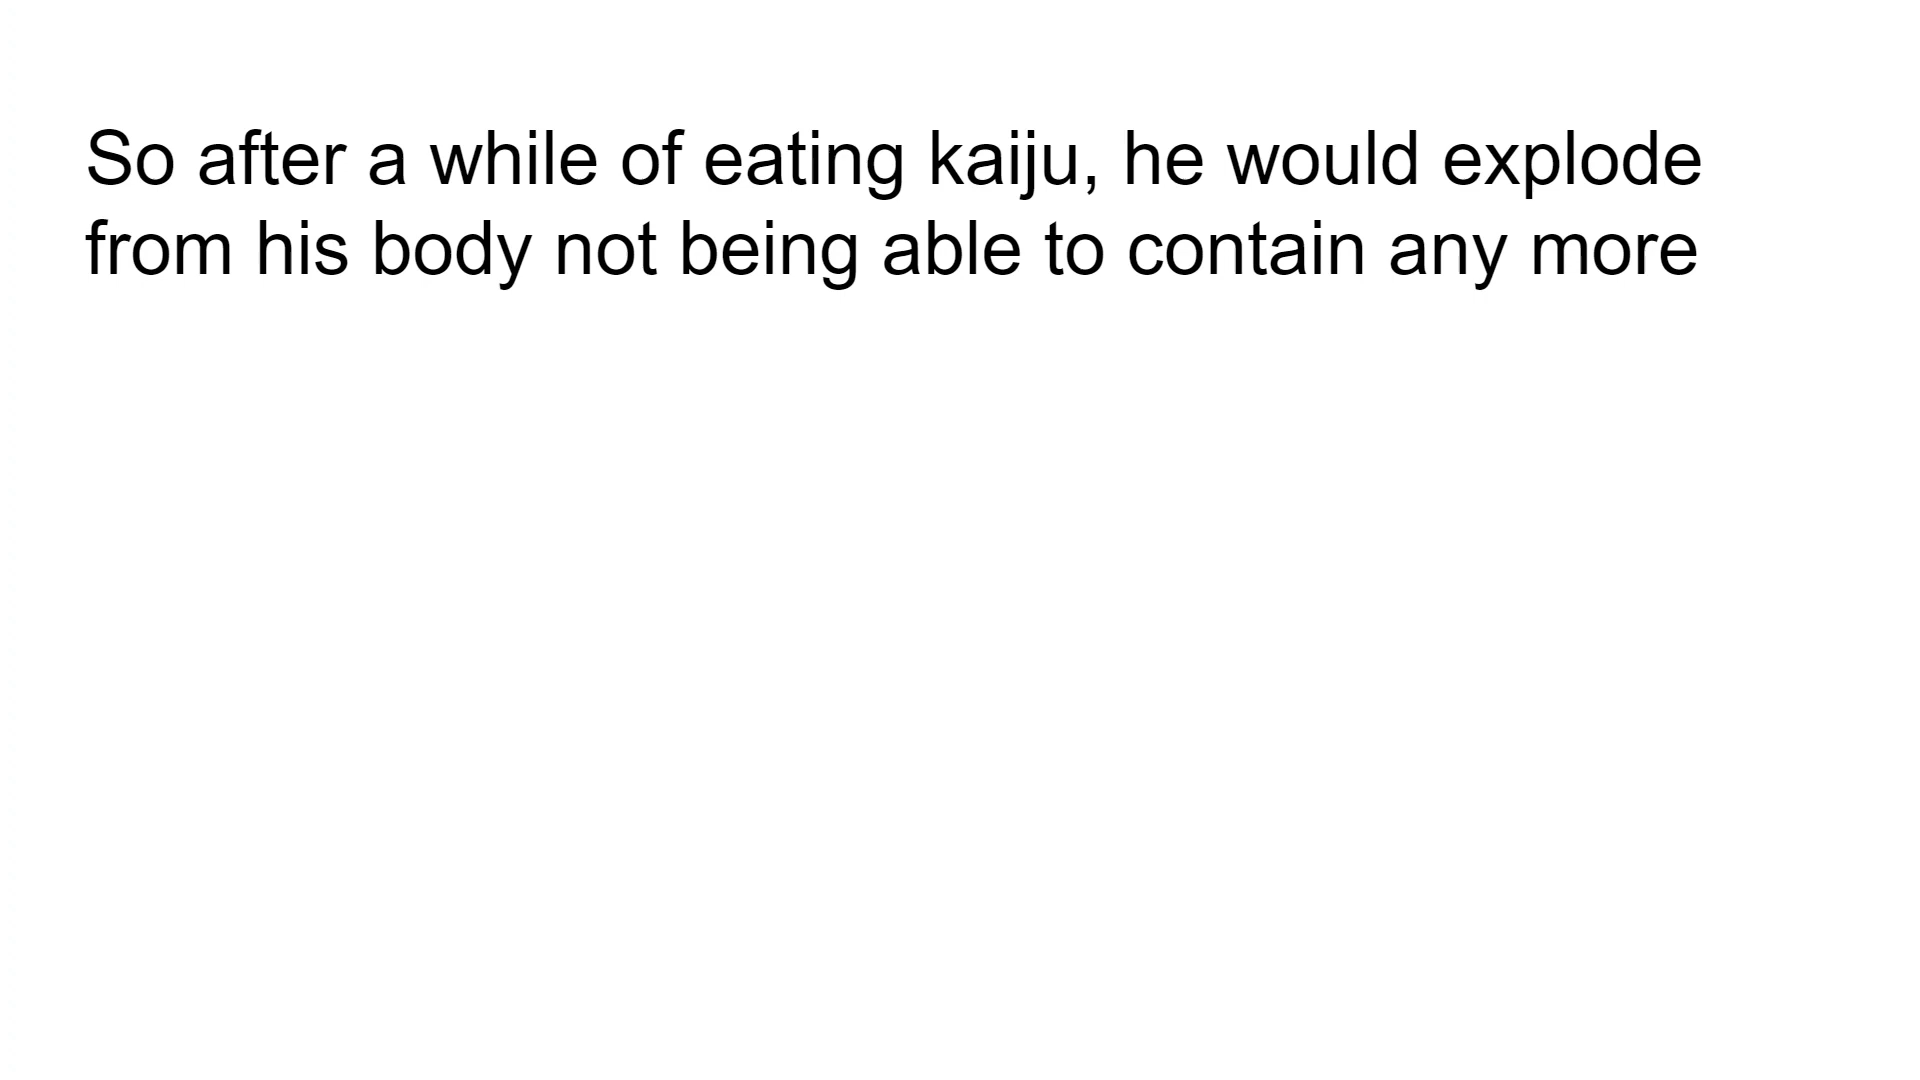 So after a while of eating kaiju, he would explode
from his body not being able to contain any more